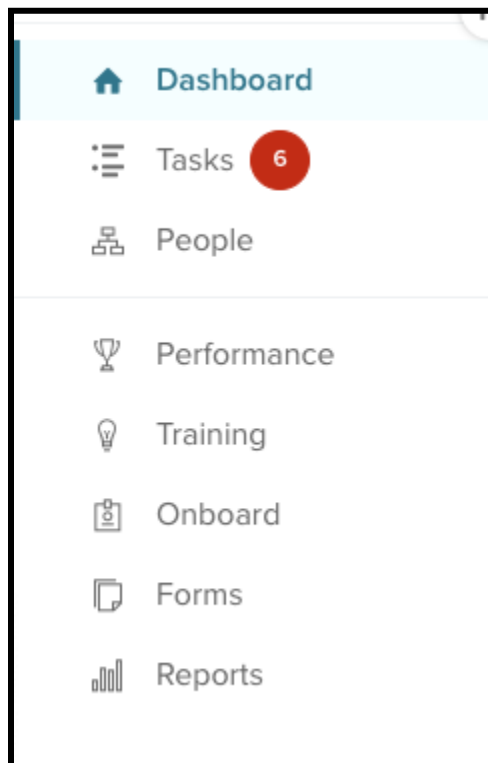 Dashboard
Tasks 6
People
Performance
Training
Onboard
Forms
Reports